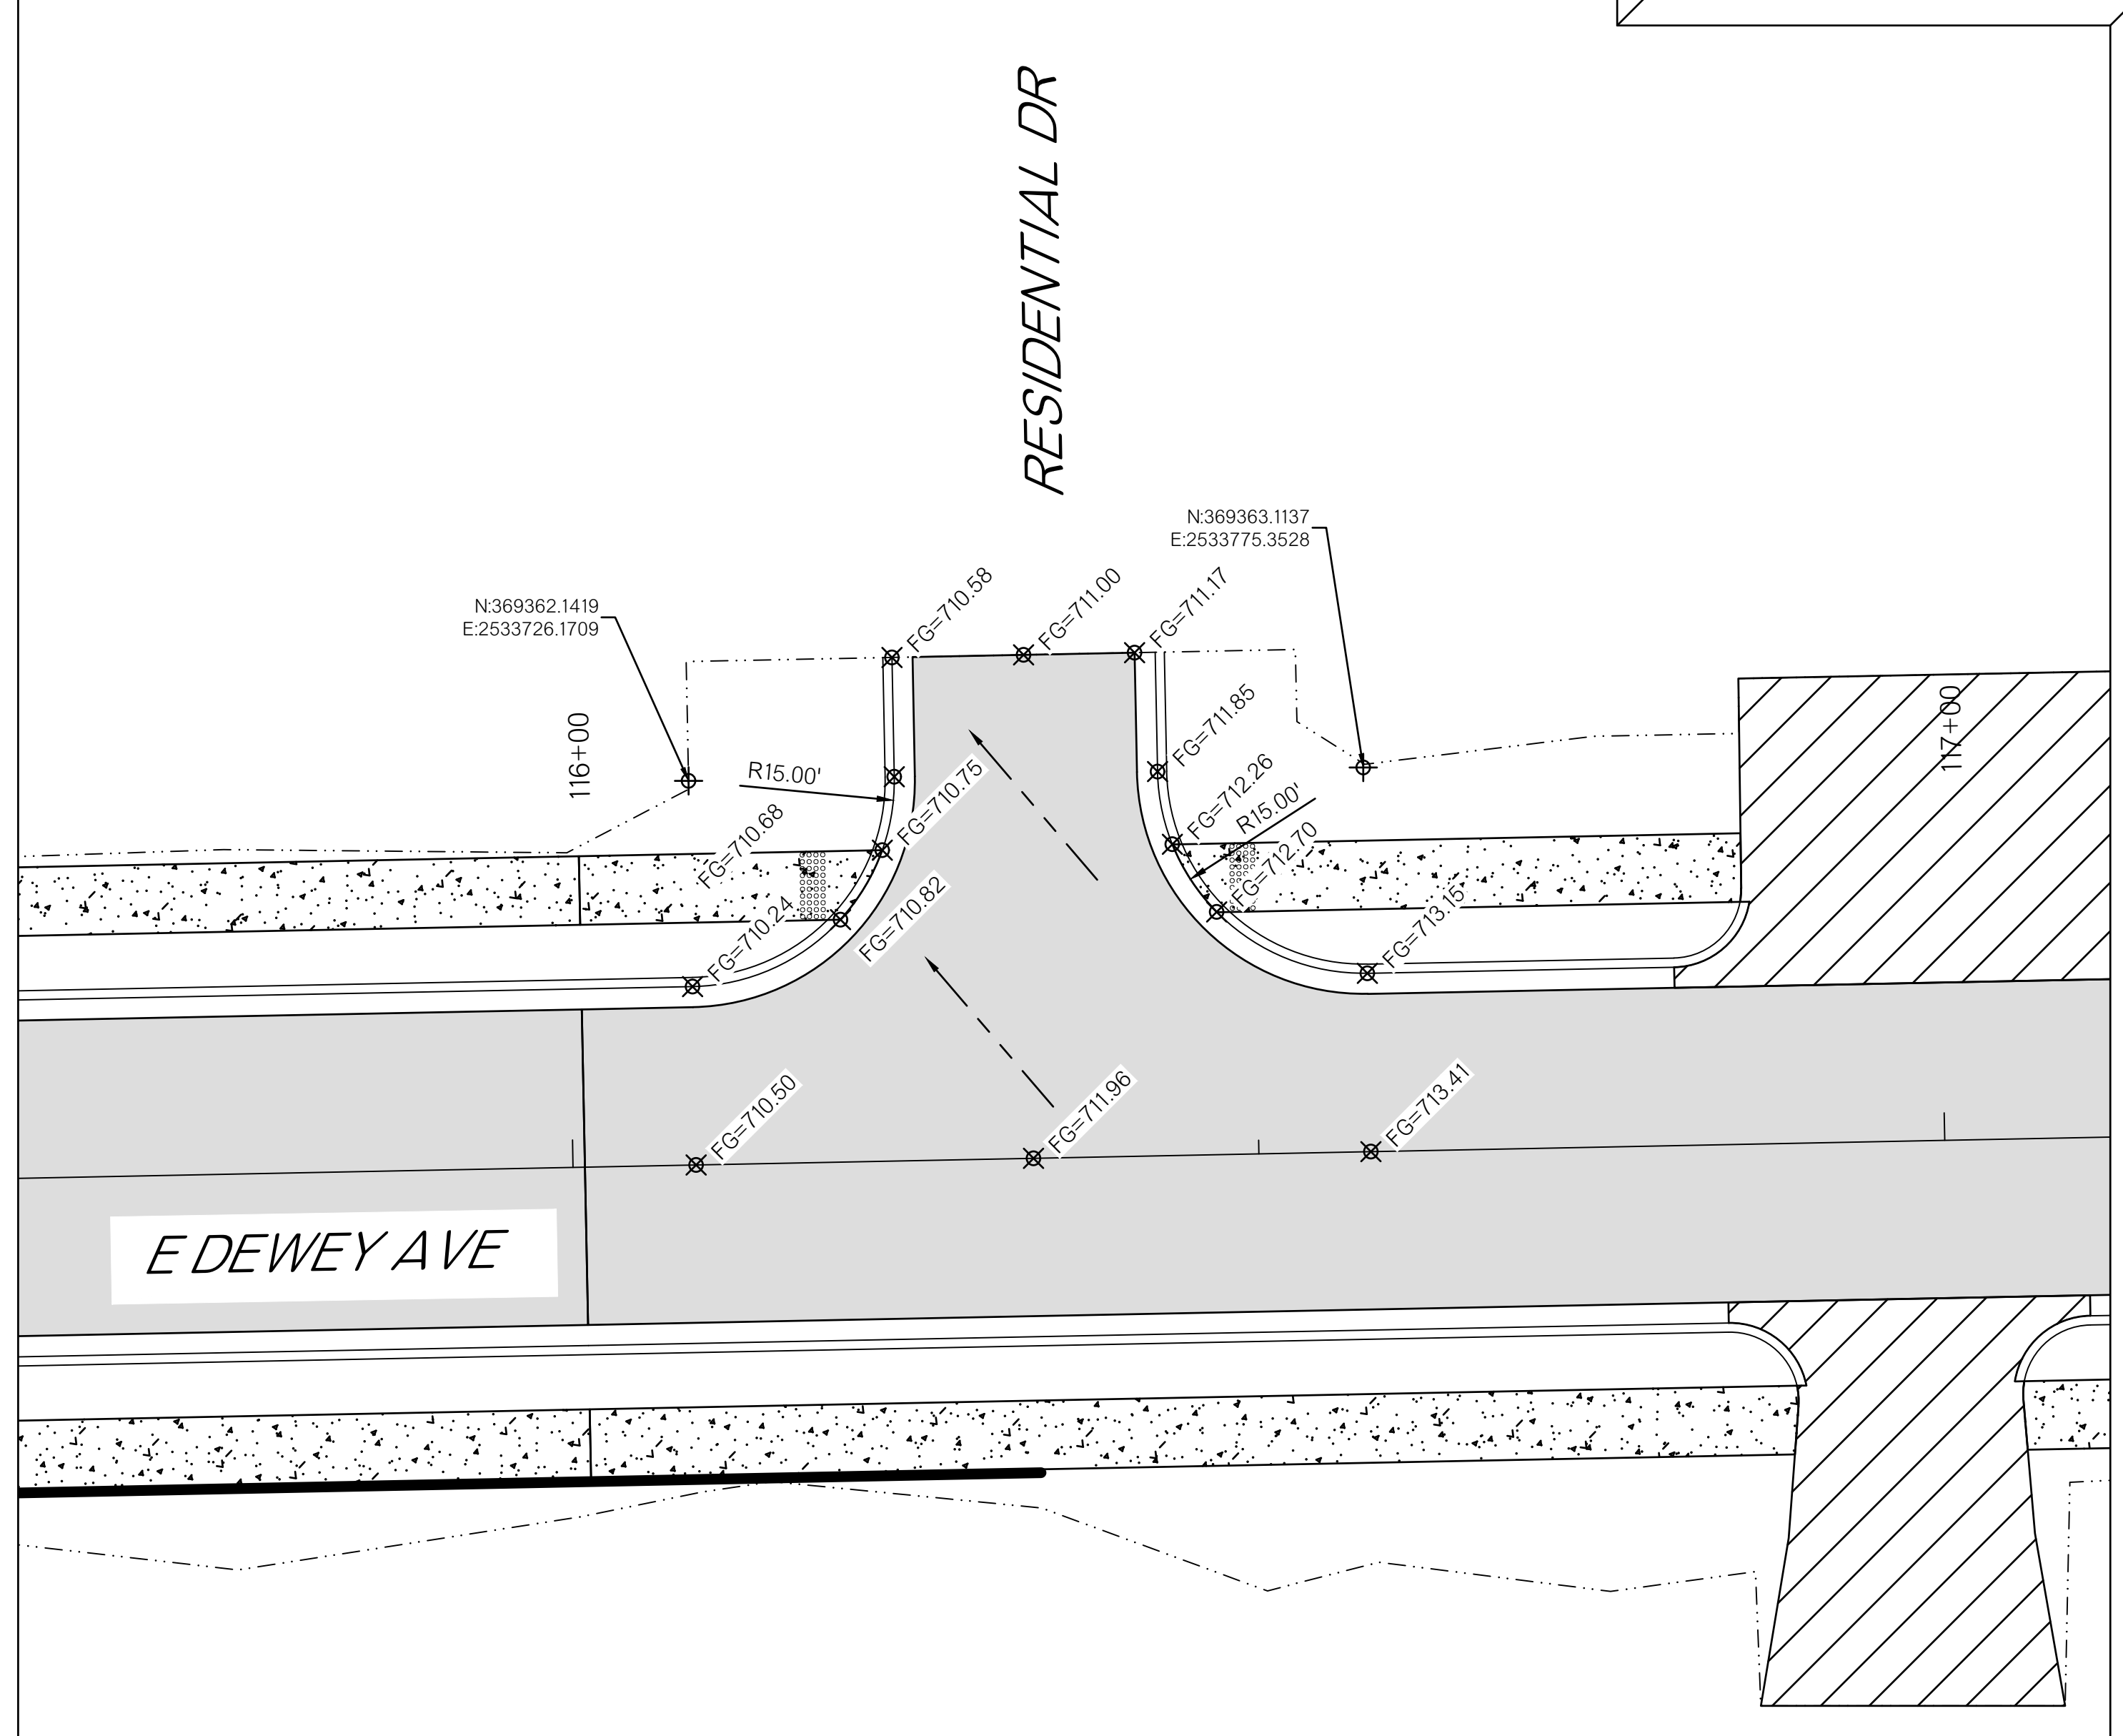 RESIDENTIAL DR
N:369363.1137
E:2533775.3528
N:369362.1419
E:2533726.1709
FG=710.58
FG=711.00
FG=711.17
116+00
117+00
R15.00'
FG=711.85
FG=710.75
FG=712.26
R15.00'
FG=710.68
FG=712.70
FG=710.24
FG=710.82
FG=713.15
FG=710.50
FG=711.96
FG=713.41
E DEWEY AVE